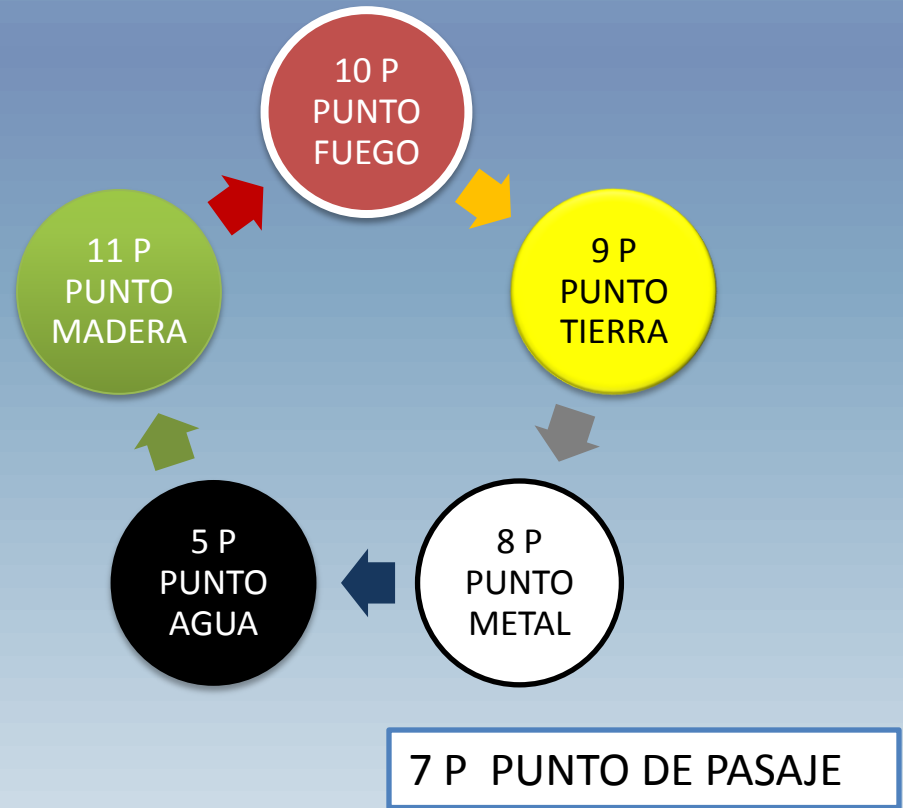 10 P
PUNTO
FUEGO
9 P
PUNTO
TIERRA
8 P
PUNTO
METAL
5 P
PUNTO
AGUA
11 P
PUNTO
MADERA
7 P PUNTO DE PASAJE